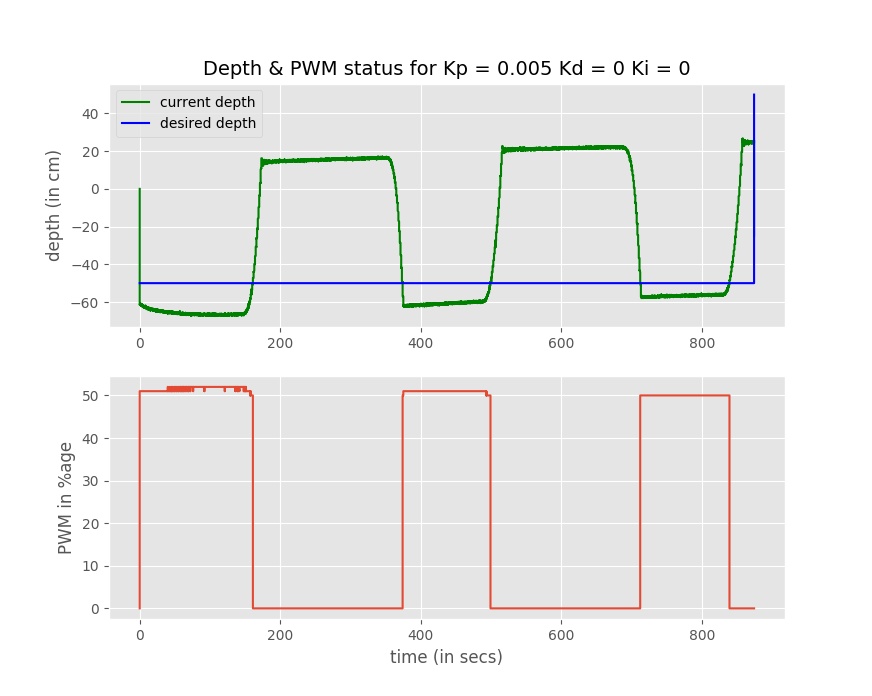 Depth & PWM status for Kp = 0.005 Kd = 0 Ki = 0
current depth
desired depth
depth (in cm)
40
20
0
−20
−40
−60
0 200 400 600 800
PWM in %age
50
40
30
20
10
0
0 200 400 600 800
time (in secs)